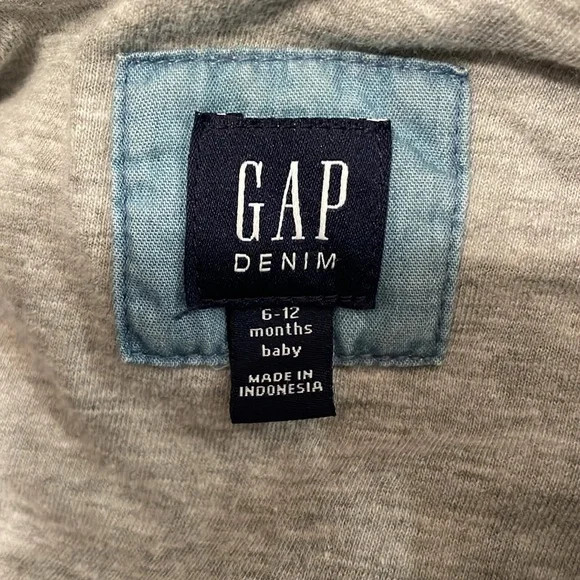 GAP
DENIM
6-12
months
baby
MADE IN
INDONESIA